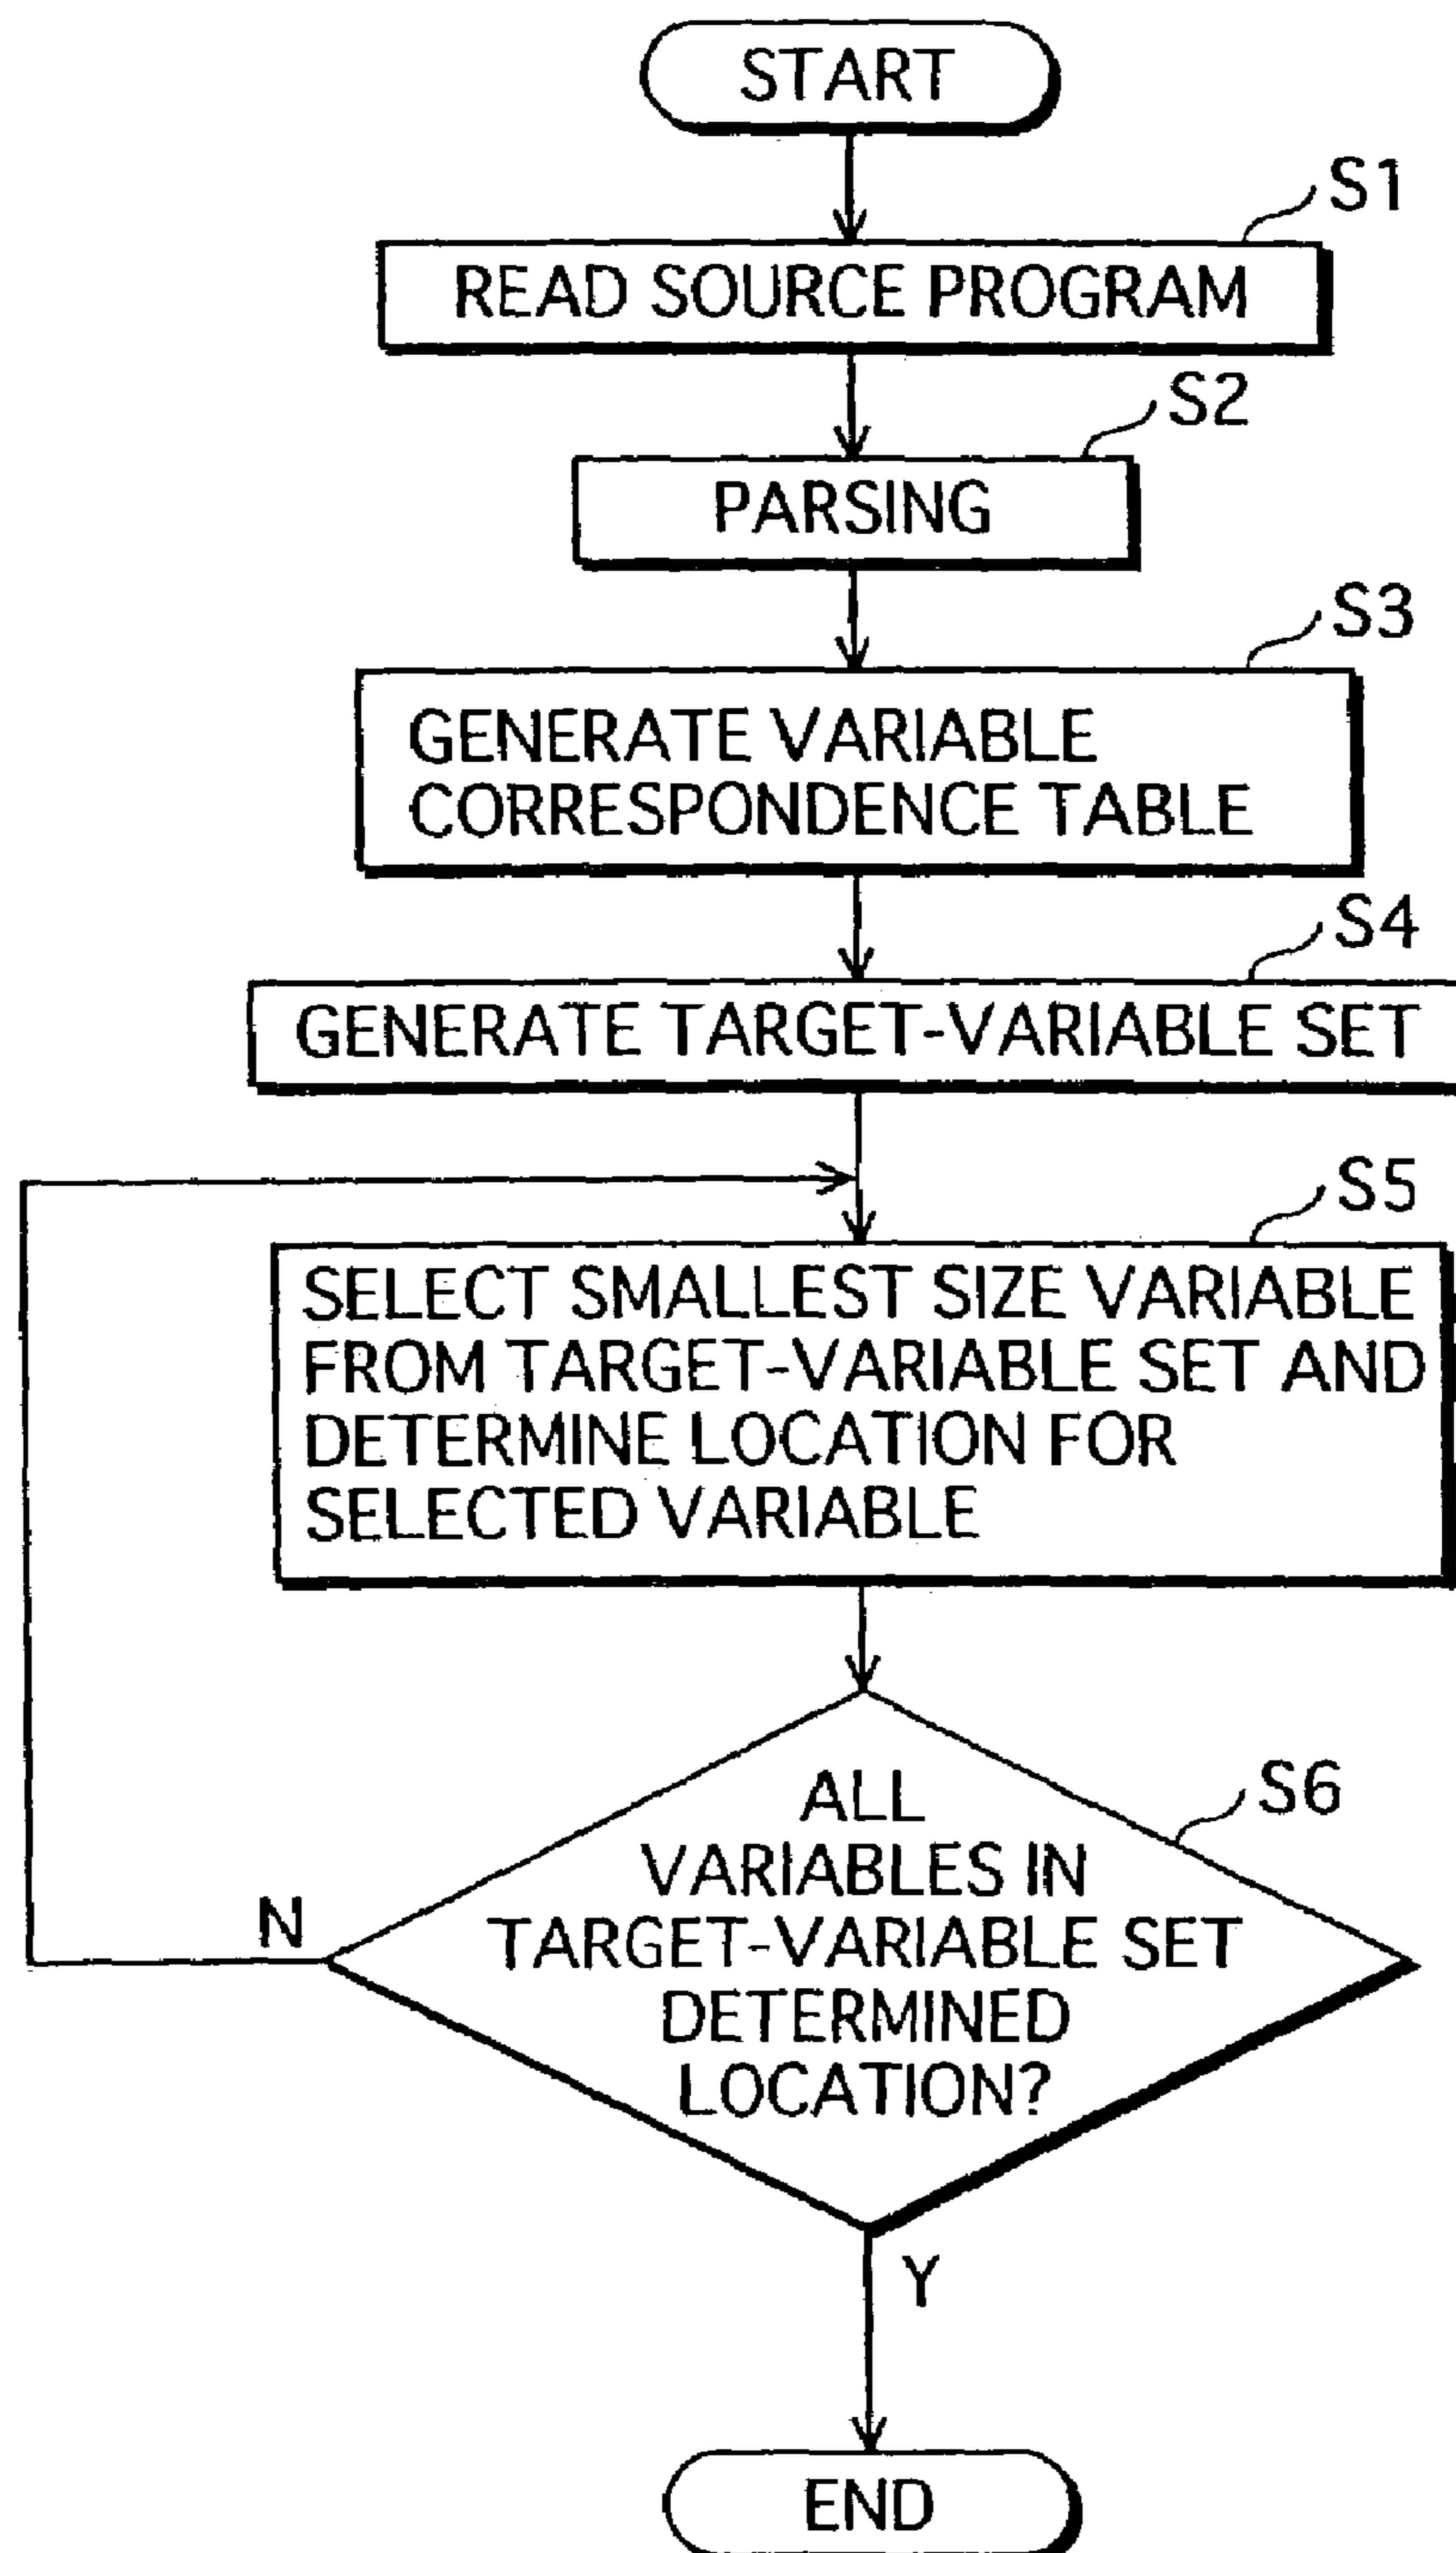 START
S1
READ SOURCE PROGRAM
S2
PARSING
S3
GENERATE VARIABLE
CORRESPONDENCE TABLE
S4
GENERATE TARGET-VARIABLE SET
S5
SELECT SMALLEST SIZE VARIABLE
FROM TARGET-VARIABLE SET AND
DETERMINE LOCATION FOR
SELECTED VARIABLE
S6
ALL
VARIABLES IN
TARGET-VARIABLE SET
DETERMINED
LOCATION?
N
Y
END